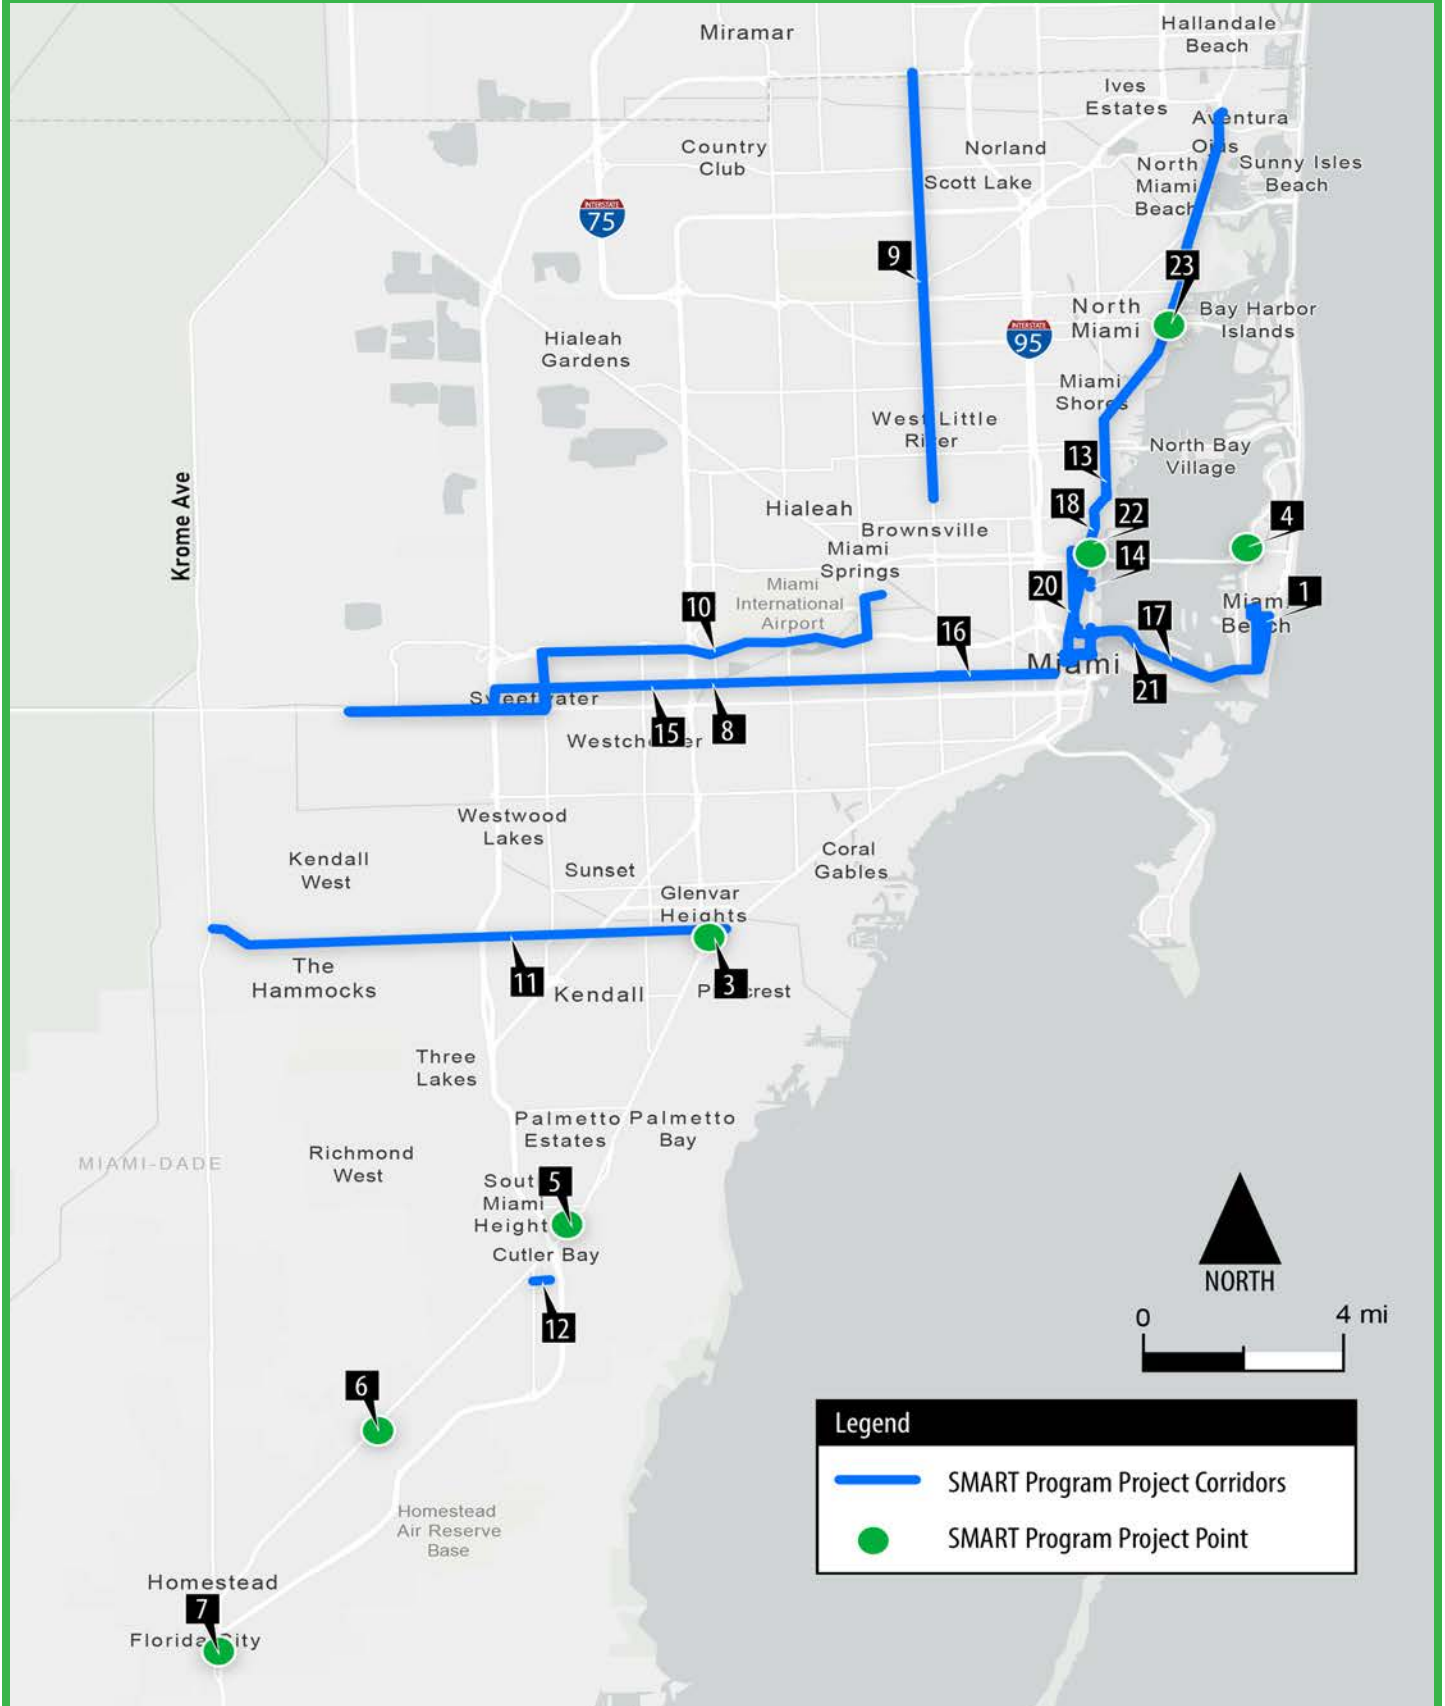 Miramar
Hallandale
Beach
Ives
Estates
Aventura
Ojus
Country
Club
Norland
North
Miami
Beach
Sunny Isles
Beach
Scott Lake
INTERSTATE
75
9
23
North
Miami
Bay Harbor
Islands
INTERSTATE
95
Hialeah
Gardens
Miami
Shores
West Little
River
North Bay
Village
13
Krome Ave
Hialeah
18
22
4
Brownsville
Miami
Springs
14
Miami
International
Airport
20
1
Miami
Beach
10
17
16
Miami
21
Sweetwater
15
8
Westchester
Westwood
Lakes
Kendall
West
Sunset
Coral
Gables
Glenvar
Heights
The
Hammocks
11
Kendall
3
Pinecrest
Three
Lakes
Palmetto
Estates
Palmetto
Bay
MIAMI-DADE
Richmond
West
South
Miami
Heights
5
Cutler Bay
12
NORTH
0
4 mi
6
Legend
SMART Program Project Corridors
SMART Program Project Point
Homestead
Air Reserve
Base
Homestead
7
Florida City